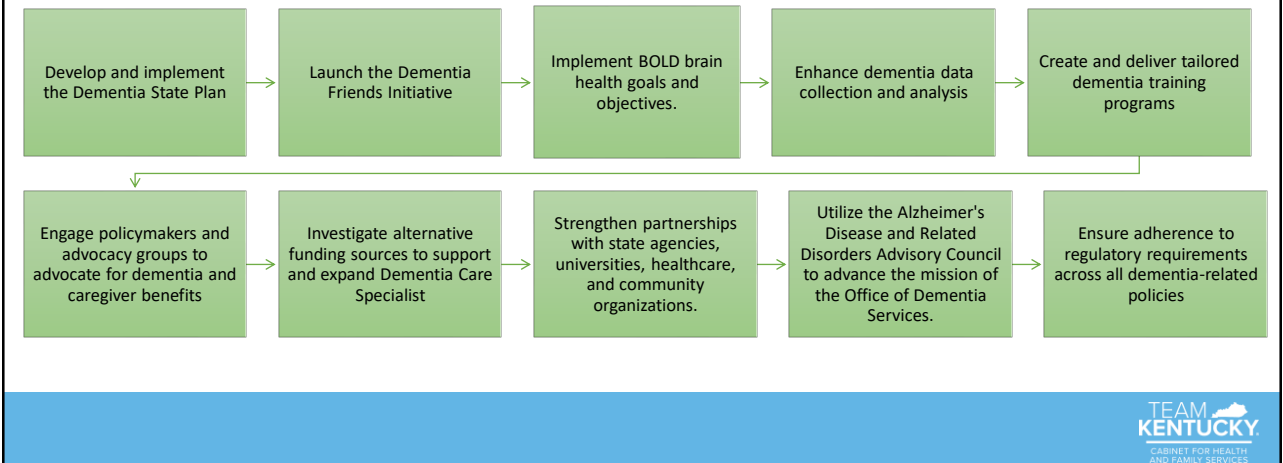 Develop and implement
the Dementia State Plan
Launch the Dementia
Friends Initiative
Implement BOLD brain
health goals and
objectives.
Enhance dementia data
collection and analysis
Create and deliver tailored
dementia training
programs
Engage policymakers and
advocacy groups to
advocate for dementia and
caregiver benefits
Investigate alternative
funding sources to support
and expand Dementia Care
Specialist
Strengthen partnerships
with state agencies,
universities, healthcare,
and community
organizations.
Utilize the Alzheimer's
Disease and Related
Disorders Advisory Council
to advance the mission of
the Office of Dementia
Services.
Ensure adherence to
regulatory requirements
across all dementia-related
policies
TEAM
KENTUCKY.
CABINET FOR HEALTH
AND FAMILY SERVICES